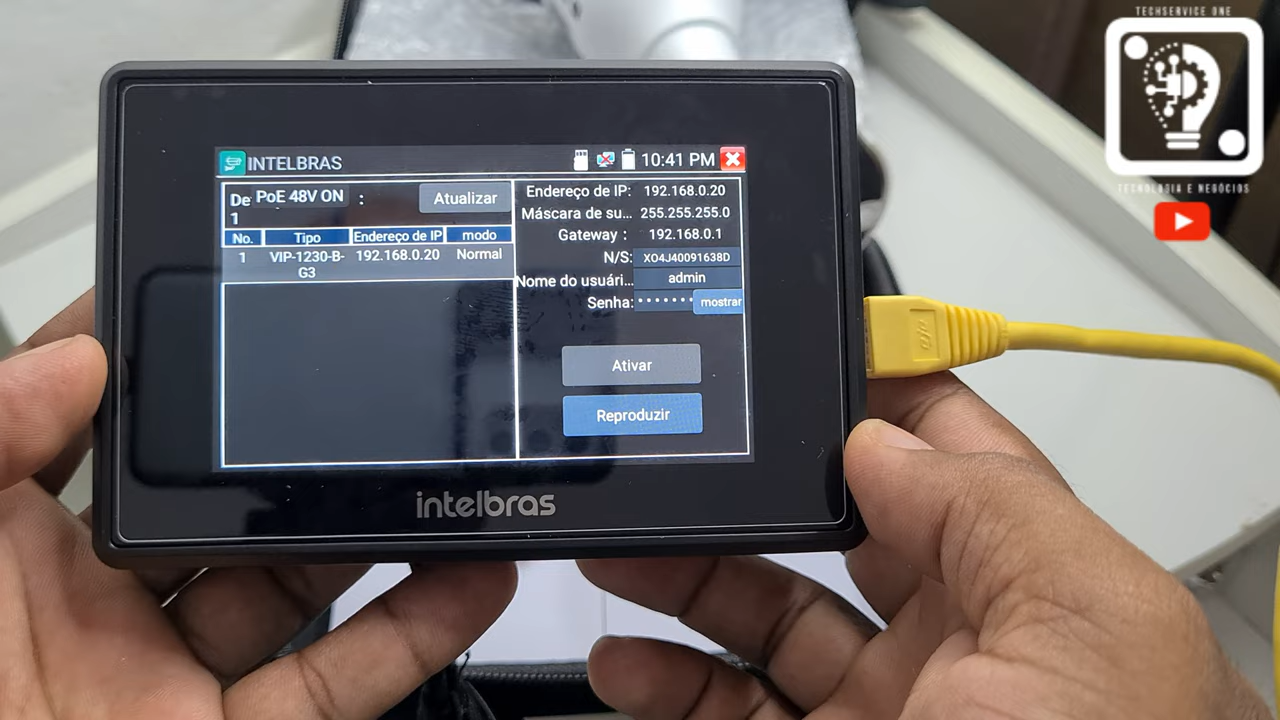 TECHSERVICE ONE
TECNOLOGIA E NEGÓCIOS
INTELBRAS
10:41 PM
De PoE 48V ON :
1
Atualizar
No. Tipo Endereço de IP modo
1 VIP-1230-B-G3 192.168.0.20 Normal
Endereço de IP: 192.168.0.20
Máscara de su... 255.255.255.0
Gateway : 192.168.0.1
N/S: XO4J40091638D
Nome do usuári... admin
Senha: ••••••• mostrar
Ativar
Reproduzir
intelbras